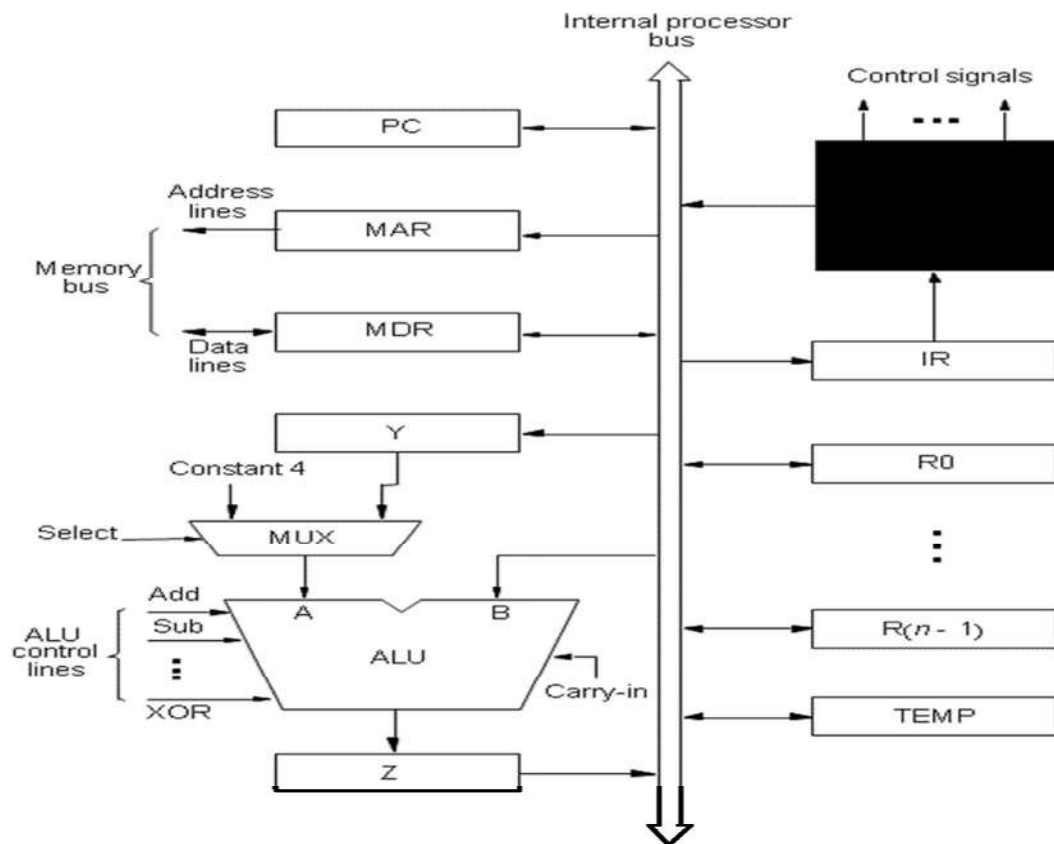 Internal processor
bus
Control signals
PC
Address
lines
MAR
Memory
bus
MDR
Data
lines
IR
Y
Constant 4
R0
Select
MUX
Add
A
B
Sub
R(n - 1)
ALU
control
lines
ALU
Carry-in
XOR
TEMP
Z